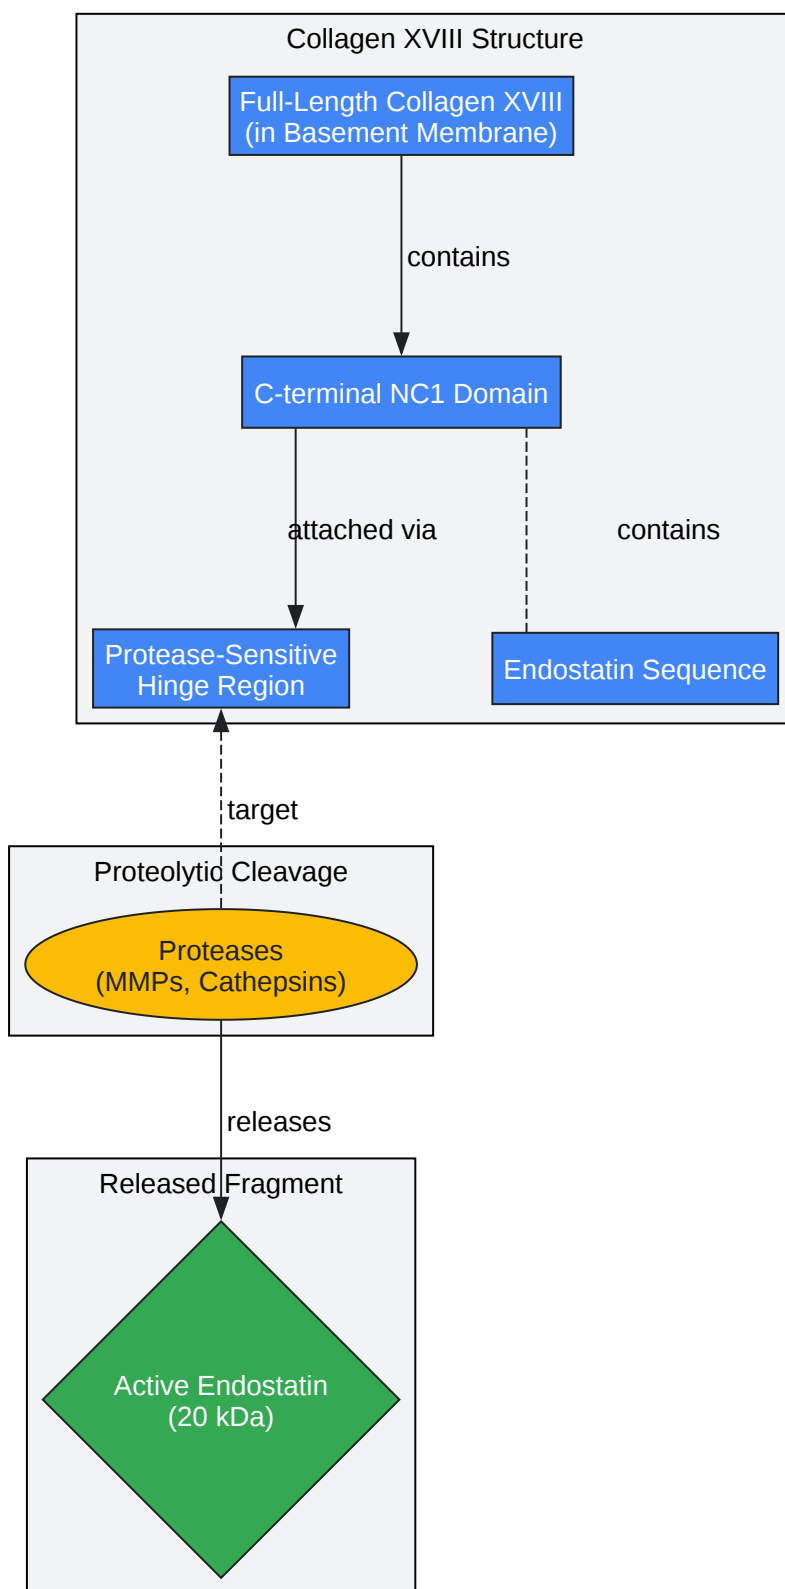 Collagen XVIII Structure
Full-Length Collagen XVIII
(in Basement Membrane)
contains
C-terminal NC1 Domain
attached via
contains
Protease-Sensitive
Hinge Region
Endostatin Sequence
target
Proteolytic Cleavage
Proteases
(MMPs, Cathepsins)
releases
Released Fragment
Active Endostatin
(20 kDa)